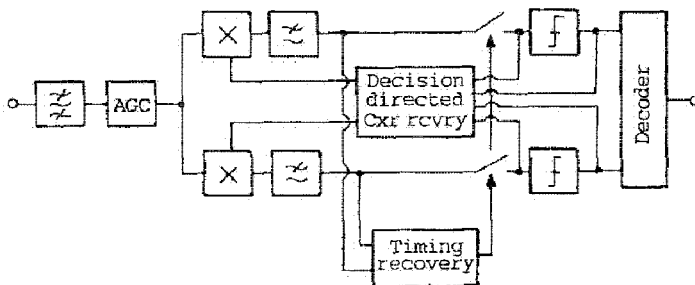 AGC
Decision
directed
Cxr rcvry
Timing
recovery
Decoder